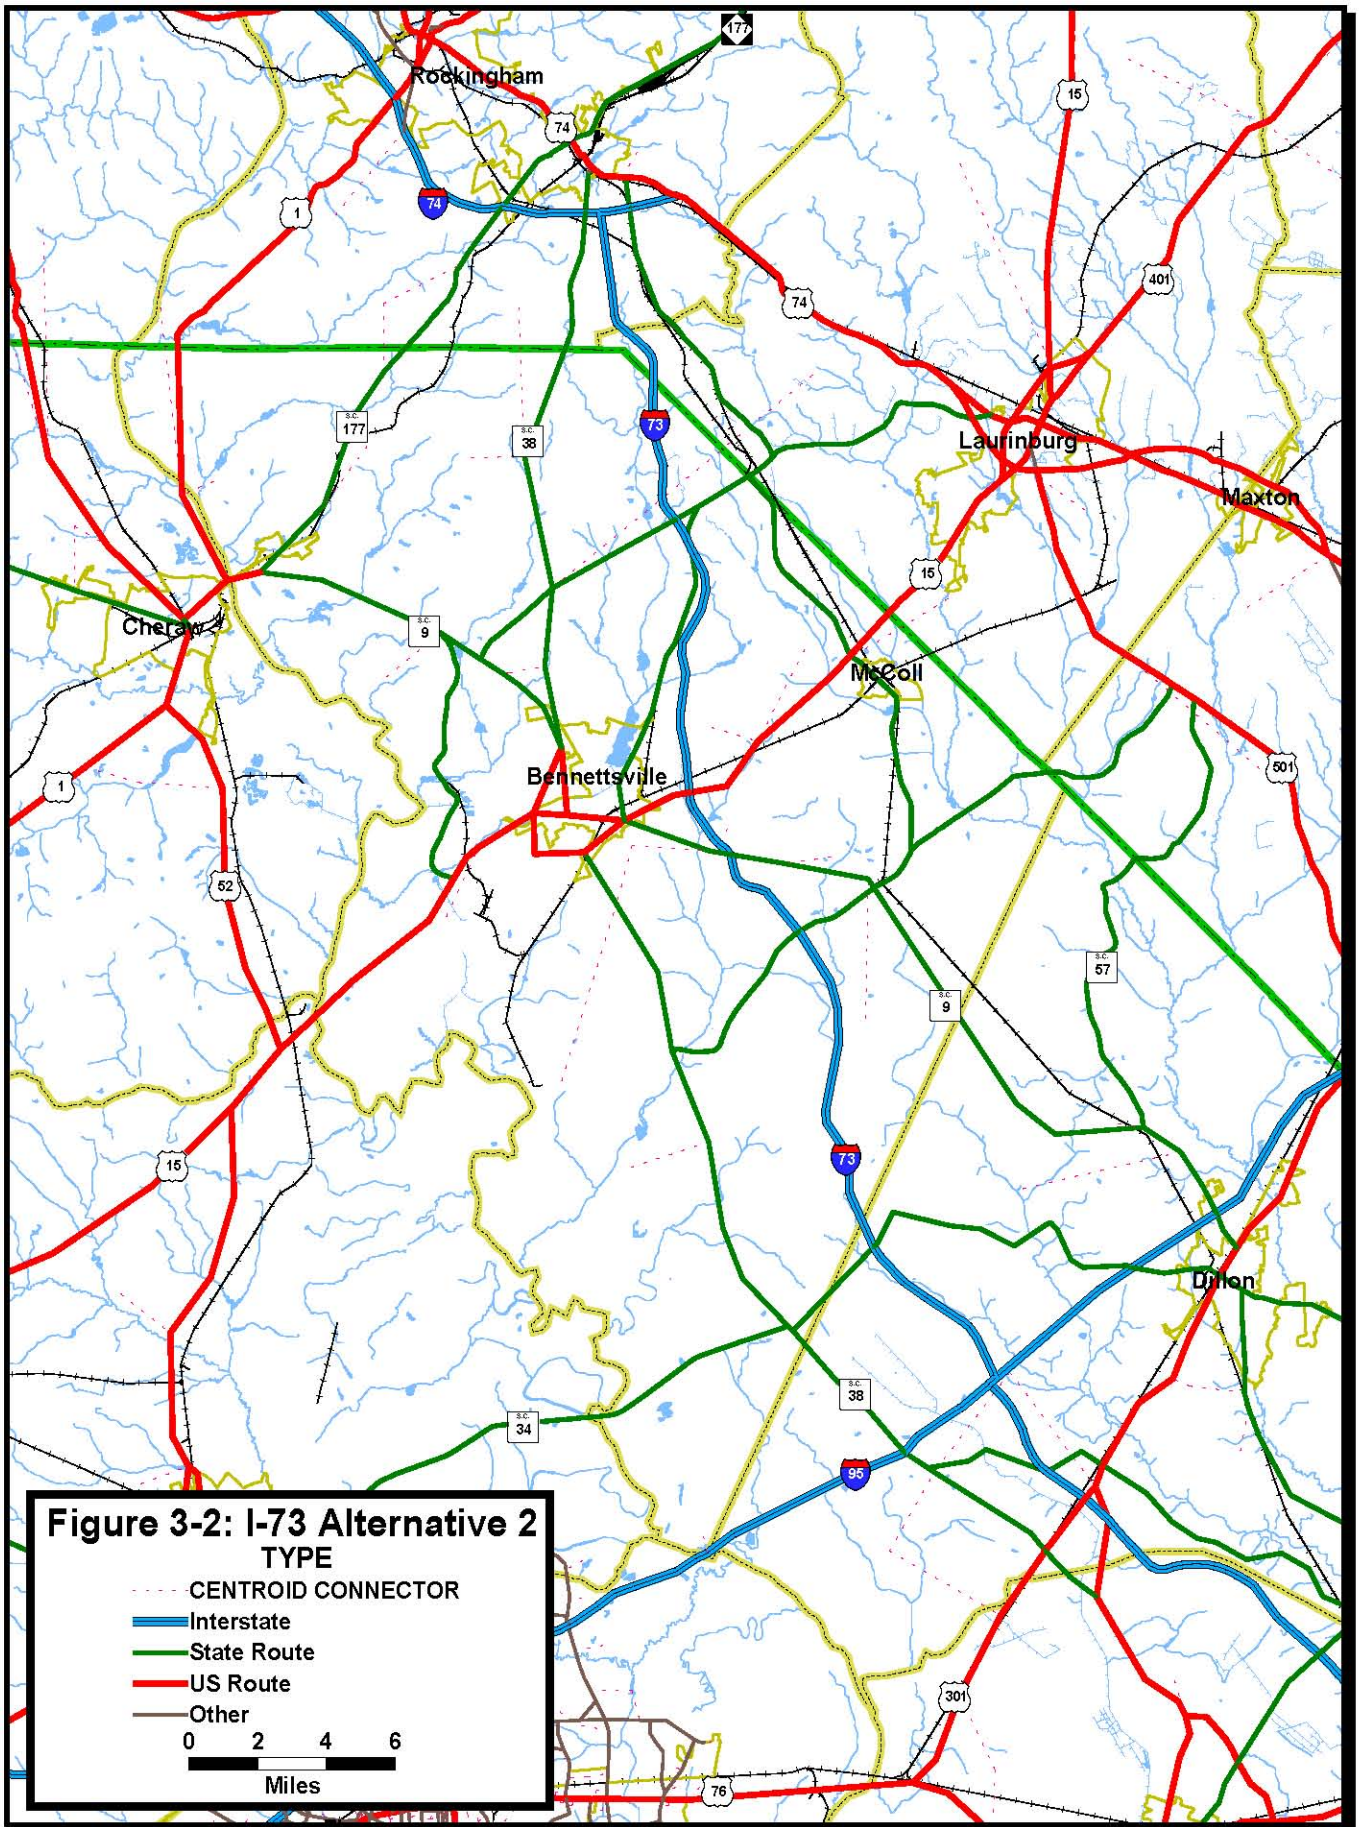 177
Rockingham
15
74
74
1
401
74
S.C.
177
73
S.C.
38
Laurinburg
Maxton
15
Cheraw
S.C.
9
McColl
501
1
Bennettsville
52
S.C.
57
S.C.
9
15
73
Dillon
S.C.
38
S.C.
34
95
301
76
Figure 3-2: I-73 Alternative 2
TYPE
CENTROID CONNECTOR
Interstate
State Route
US Route
Other
0 2 4 6
Miles